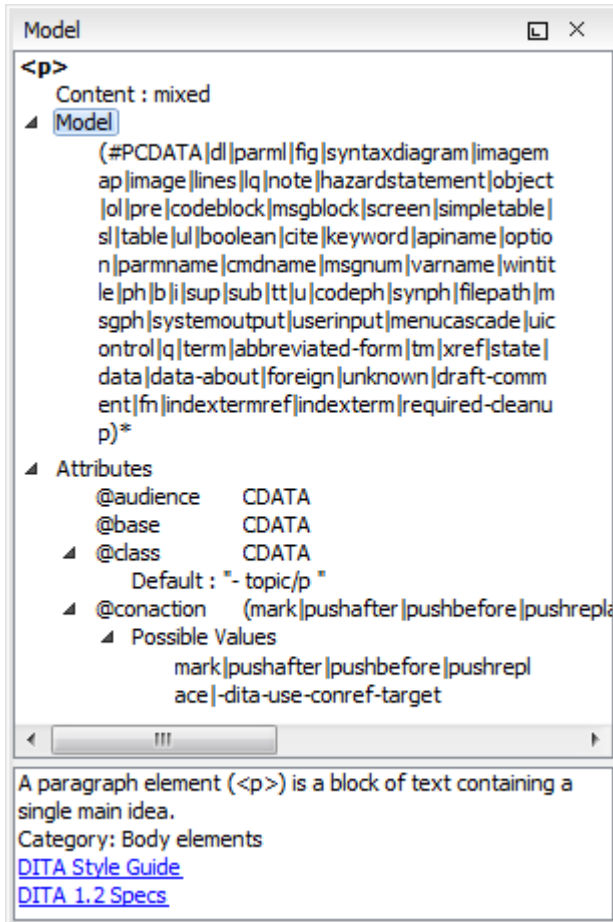 Model
<p>
Content : mixed
Model
(#PCDATA|dl|parml|fig|syntaxdiagram|imagem
ap|image|lines|lq|note|hazardstatement|object
|ol|pre|codeblock|msgblock|screen|simpletable|
sl|table|ul|boolean|cite|keyword|apiname|optio
n|parmname|cmdname|msgnum|varname|wintit
le|ph|b|i|sup|sub|tt|u|codeph|synph|filepath|m
sgph|systemoutput|userinput|menucascade|uic
ontrol|q|term|abbreviated-form|tm|xref|state|
data|data-about|foreign|unknown|draft-comm
ent|fn|indextermref|indexterm|required-cleanu
p)*
Attributes
@audience CDATA
@base CDATA
@class CDATA
Default : "- topic/p "
@conaction (mark|pushafter|pushbefore|pushrepla
Possible Values
mark|pushafter|pushbefore|pushrepl
ace|-dita-use-conref-target
A paragraph element (<p>) is a block of text containing a
single main idea.
Category: Body elements
DITA Style Guide
DITA 1.2 Specs